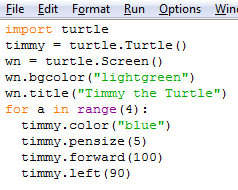 File Edit Format Run Options Window
import turtle
timmy = turtle.Turtle()
wn = turtle.Screen()
wn.bgcolor("lightgreen")
wn.title("Timmy the Turtle")
for a in range(4):
  timmy.color("blue")
  timmy.pensize(5)
  timmy.forward(100)
  timmy.left(90)